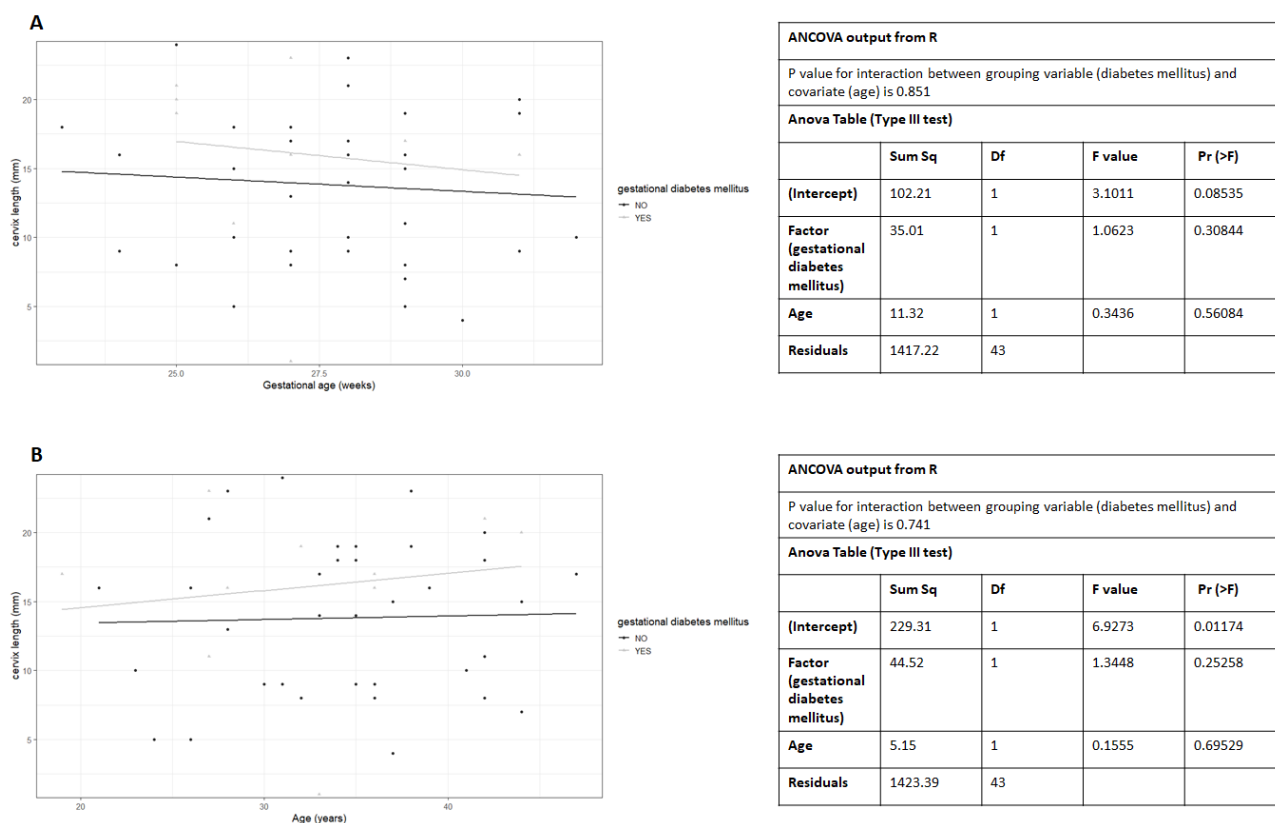 A
cervix length (mm)
20
15
10
5
25.0 27.5 30.0
Gestational age (weeks)
gestational diabetes mellitus
NO
YES
ANCOVA output from R
P value for interaction between grouping variable (diabetes mellitus) and
covariate (age) is 0.851
Anova Table (Type III test)
Sum Sq Df F value Pr (>F)
(Intercept) 102.21 1 3.1011 0.08535
Factor 35.01 1 1.0623 0.30844
(gestational
diabetes
mellitus)
Age 11.32 1 0.3436 0.56084
Residuals 1417.22 43
B
cervix length (mm)
20
15
10
5
20 30 40
Age (years)
gestational diabetes mellitus
NO
YES
ANCOVA output from R
P value for interaction between grouping variable (diabetes mellitus) and
covariate (age) is 0.741
Anova Table (Type III test)
Sum Sq Df F value Pr (>F)
(Intercept) 229.31 1 6.9273 0.01174
Factor 44.52 1 1.3448 0.25258
(gestational
diabetes
mellitus)
Age 5.15 1 0.1555 0.69529
Residuals 1423.39 43